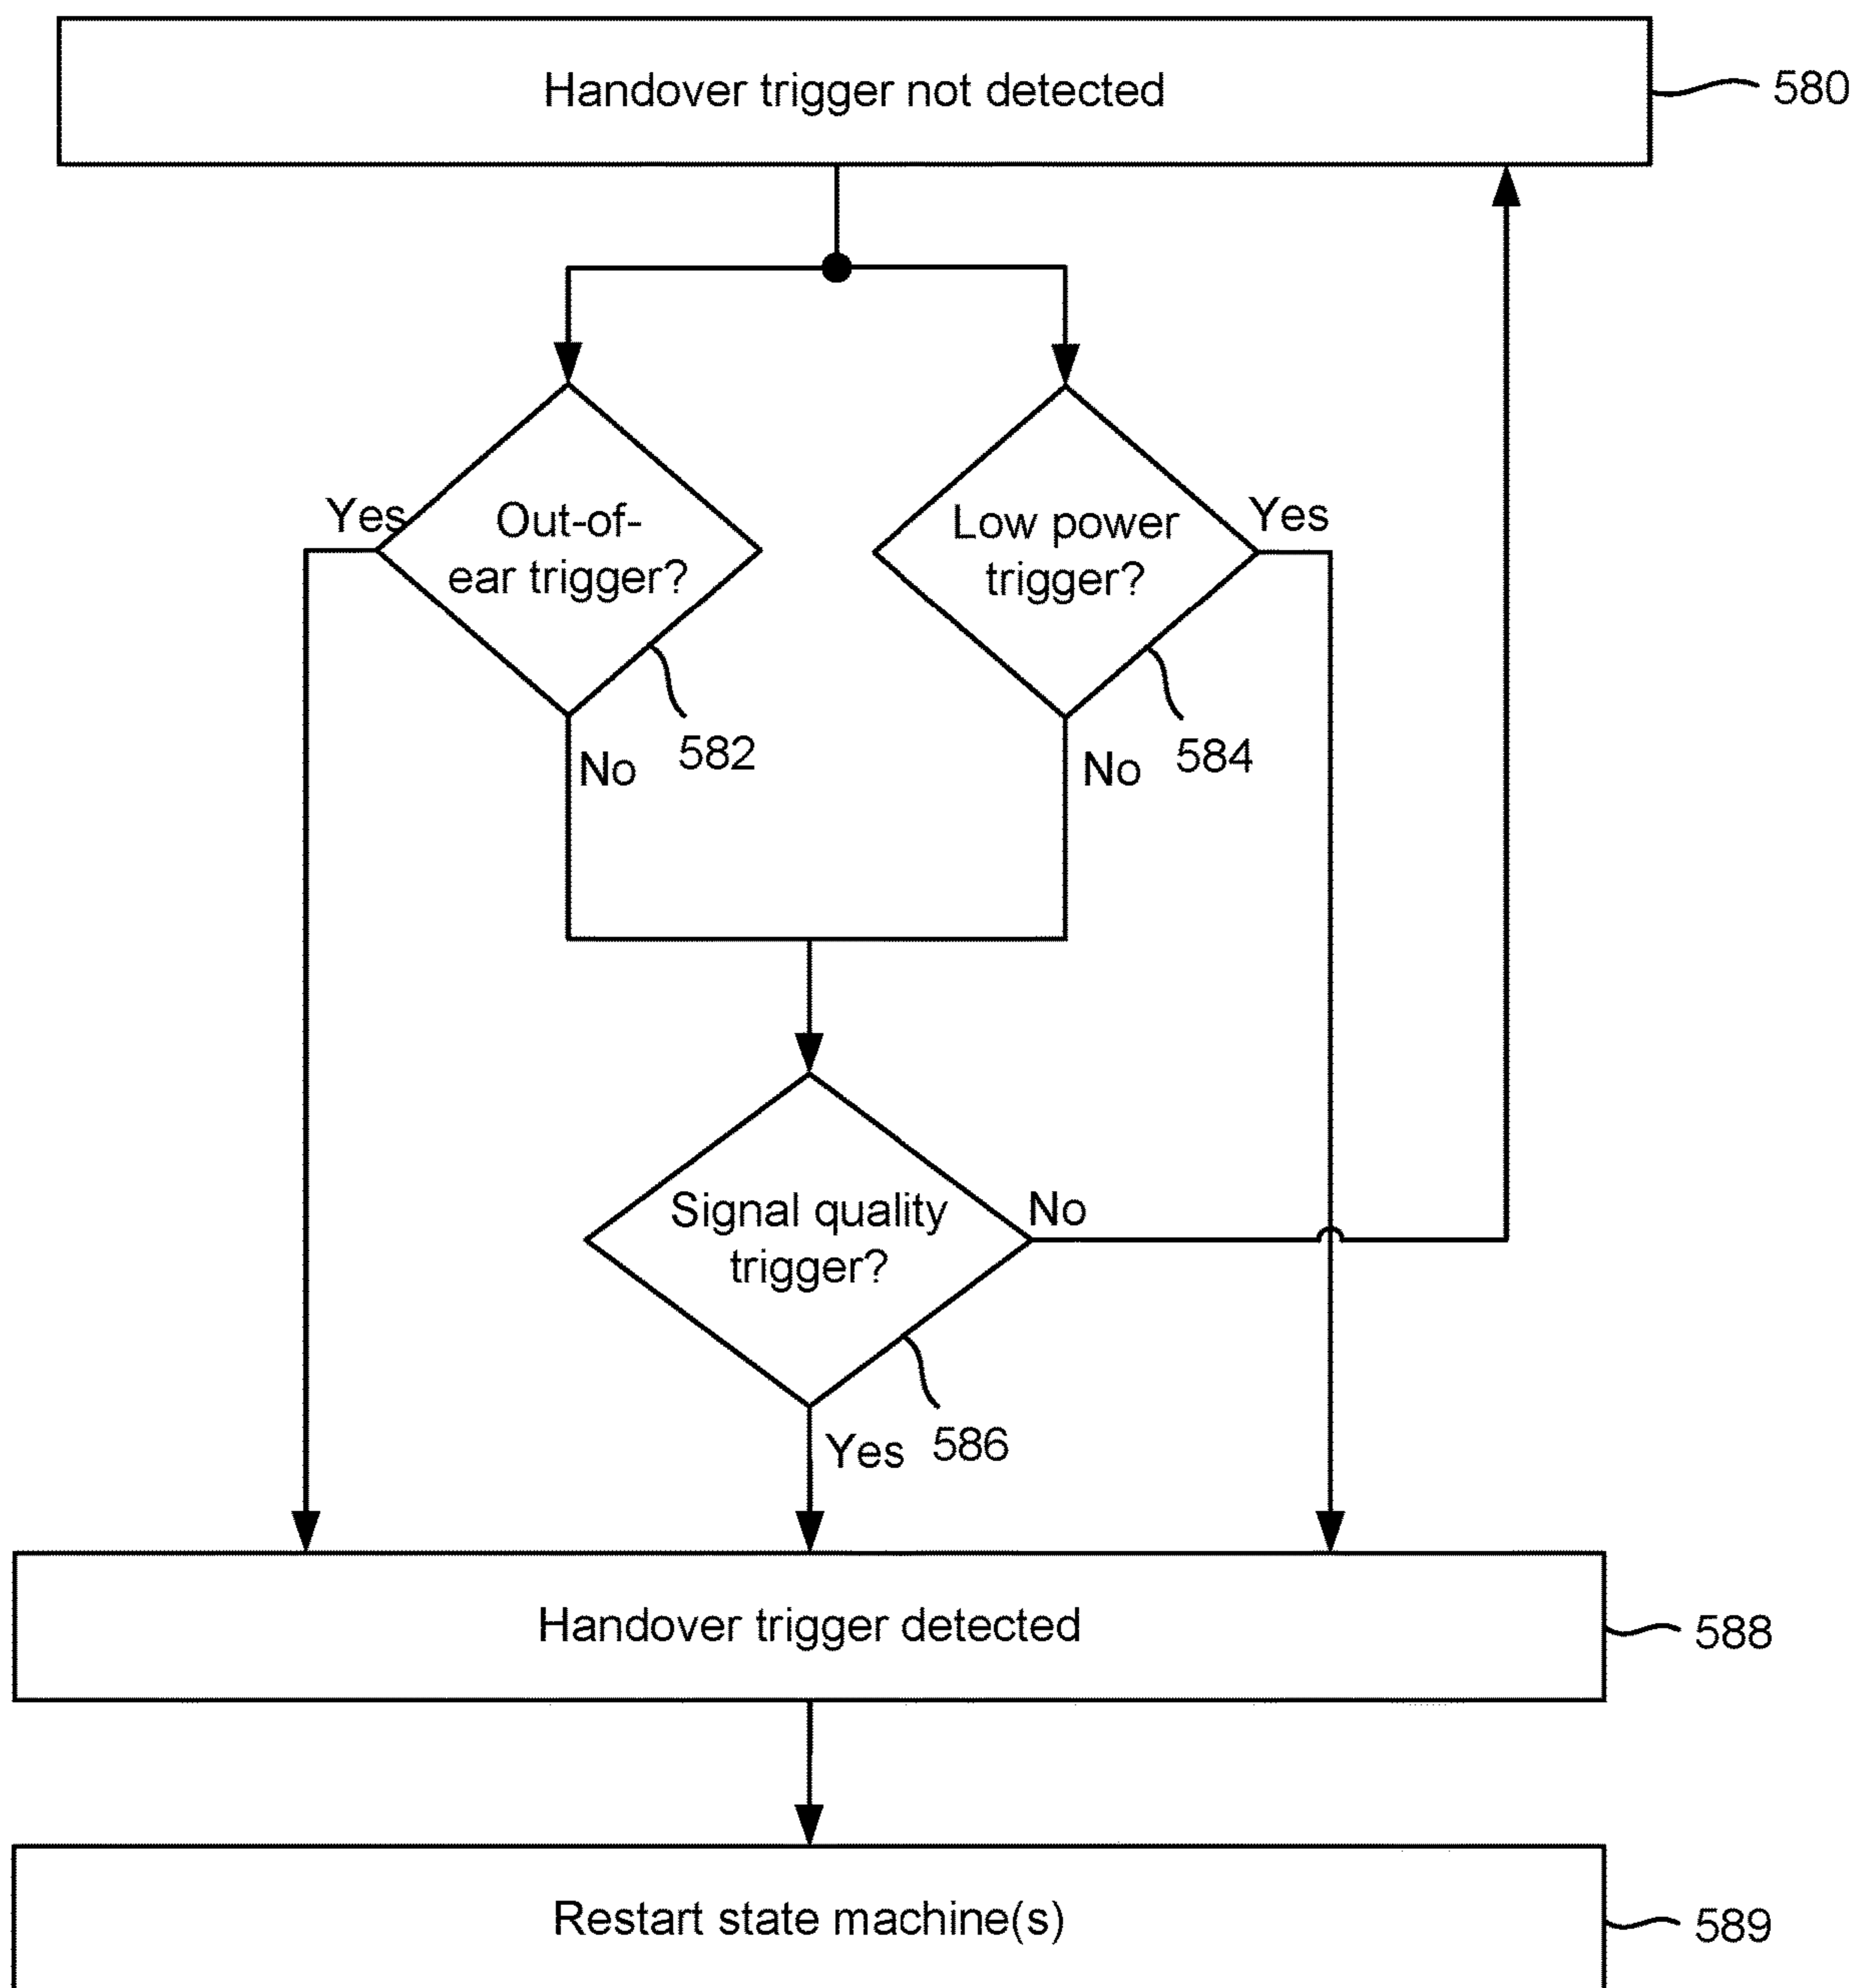 Handover trigger not detected
580
Yes
Out-of-
ear trigger?
Low power
trigger?
Yes
No
582
No
584
Signal quality
trigger?
No
Yes
586
Handover trigger detected
588
Restart state machine(s)
589